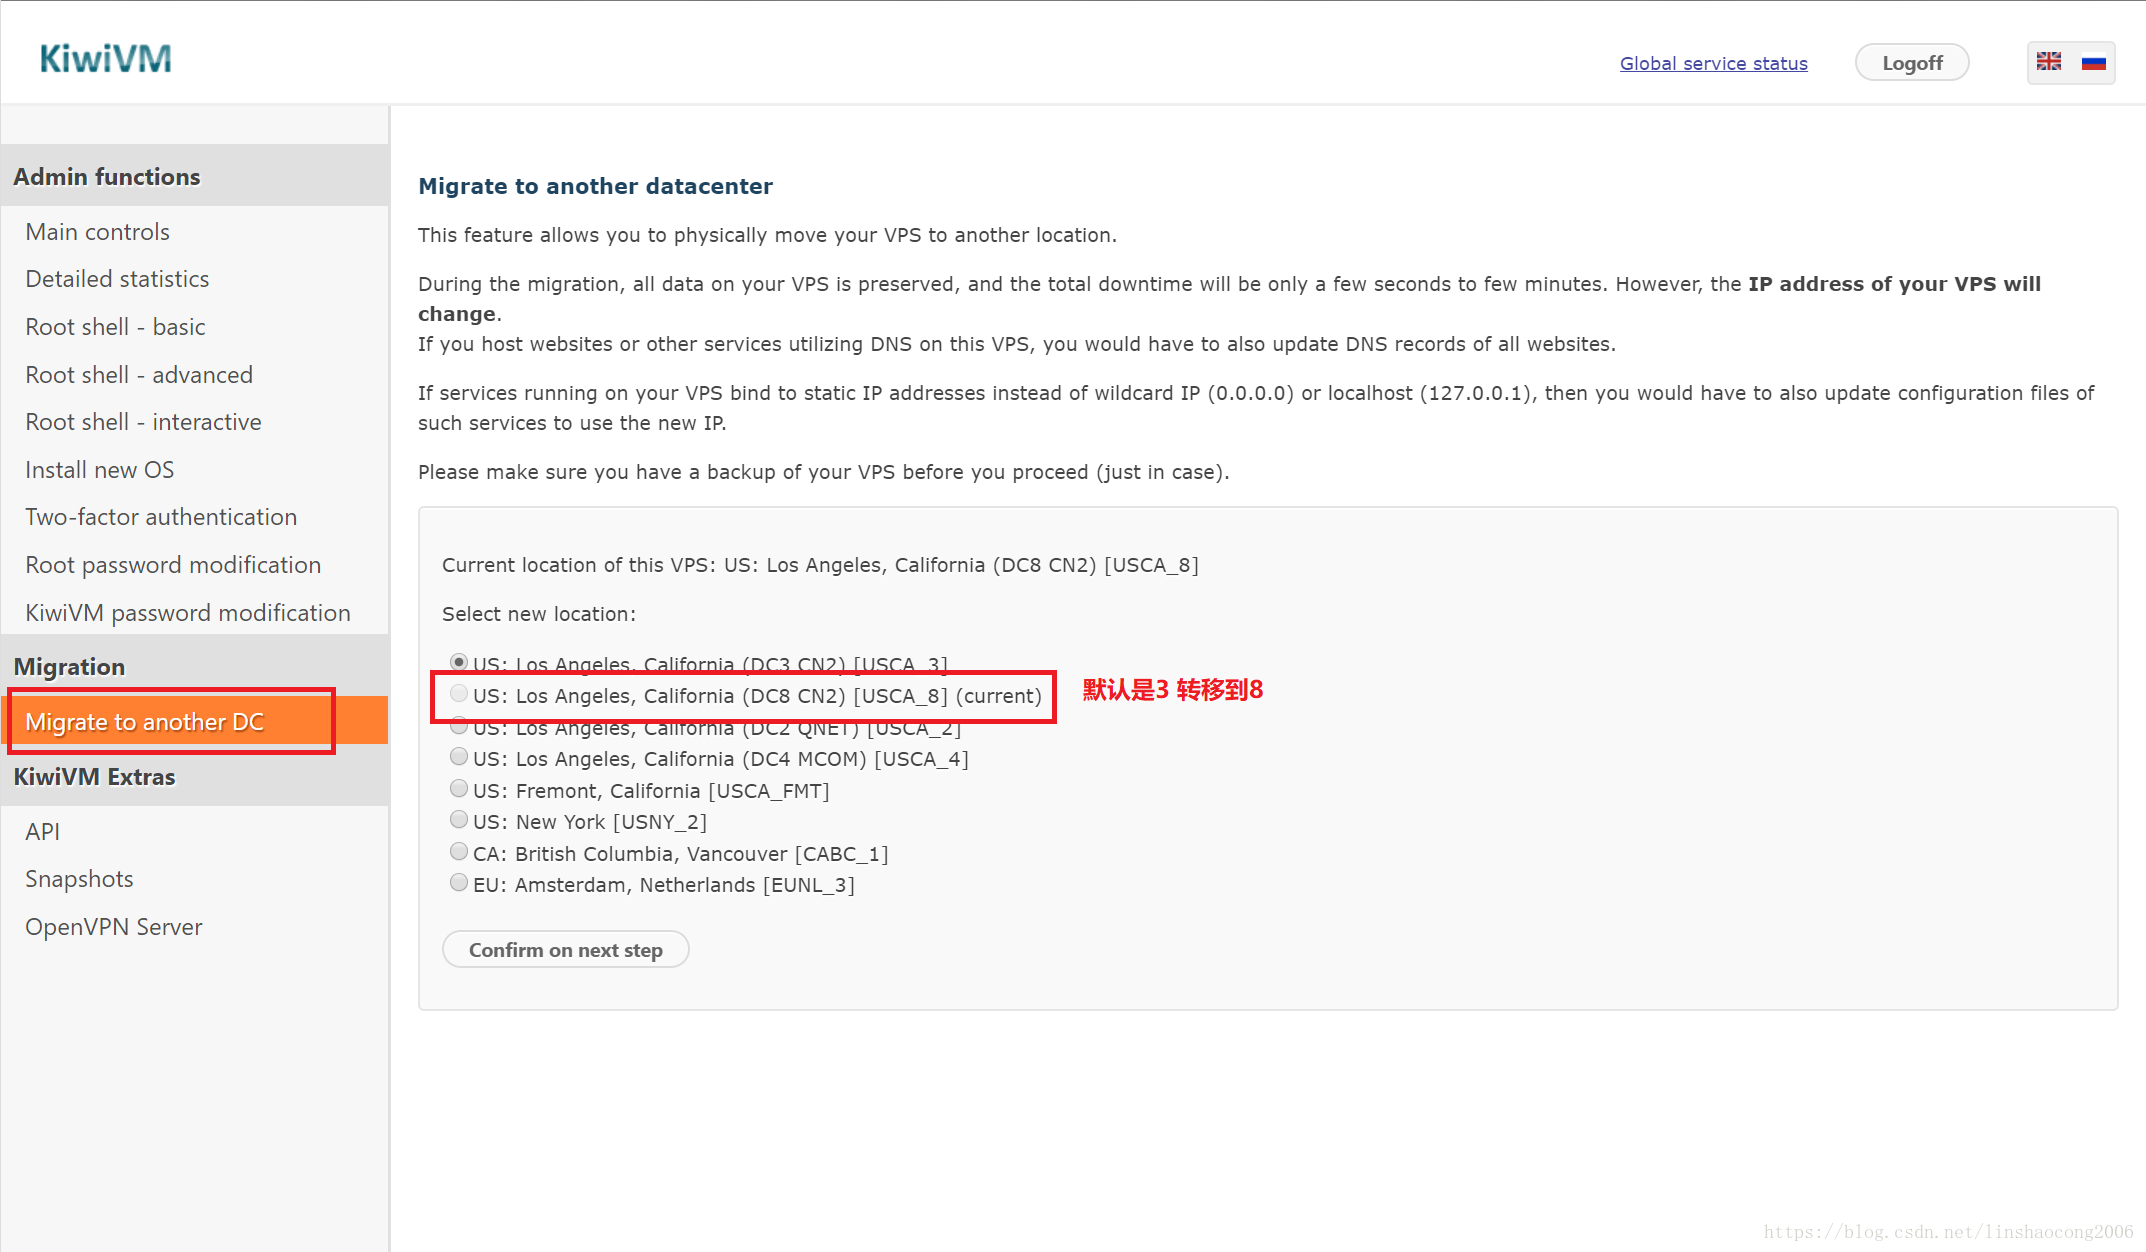 KiwiVM
Global service status
Logoff
Admin functions
Main controls
Detailed statistics
Root shell - basic
Root shell - advanced
Root shell - interactive
Install new OS
Two-factor authentication
Root password modification
KiwiVM password modification
Migration
Migrate to another DC
KiwiVM Extras
API
Snapshots
OpenVPN Server
Migrate to another datacenter
This feature allows you to physically move your VPS to another location.
During the migration, all data on your VPS is preserved, and the total downtime will be only a few seconds to few minutes. However, the IP address of your VPS will
change.
If you host websites or other services utilizing DNS on this VPS, you would have to also update DNS records of all websites.
If services running on your VPS bind to static IP addresses instead of wildcard IP (0.0.0.0) or localhost (127.0.0.1), then you would have to also update configuration files of
such services to use the new IP.
Please make sure you have a backup of your VPS before you proceed (just in case).
Current location of this VPS: US: Los Angeles, California (DC8 CN2) [USCA_8]
Select new location:
US: Los Angeles, California (DC3 CN2) [USCA_3]
US: Los Angeles, California (DC8 CN2) [USCA_8] (current)
默认是3 转移到8
US: Los Angeles, California (DC2 QNET) [USCA_2]
US: Los Angeles, California (DC4 MCOM) [USCA_4]
US: Fremont, California [USCA_FMT]
US: New York [USNY_2]
CA: British Columbia, Vancouver [CABC_1]
EU: Amsterdam, Netherlands [EUNL_3]
Confirm on next step
https://blog.csdn.net/linshaocong2006